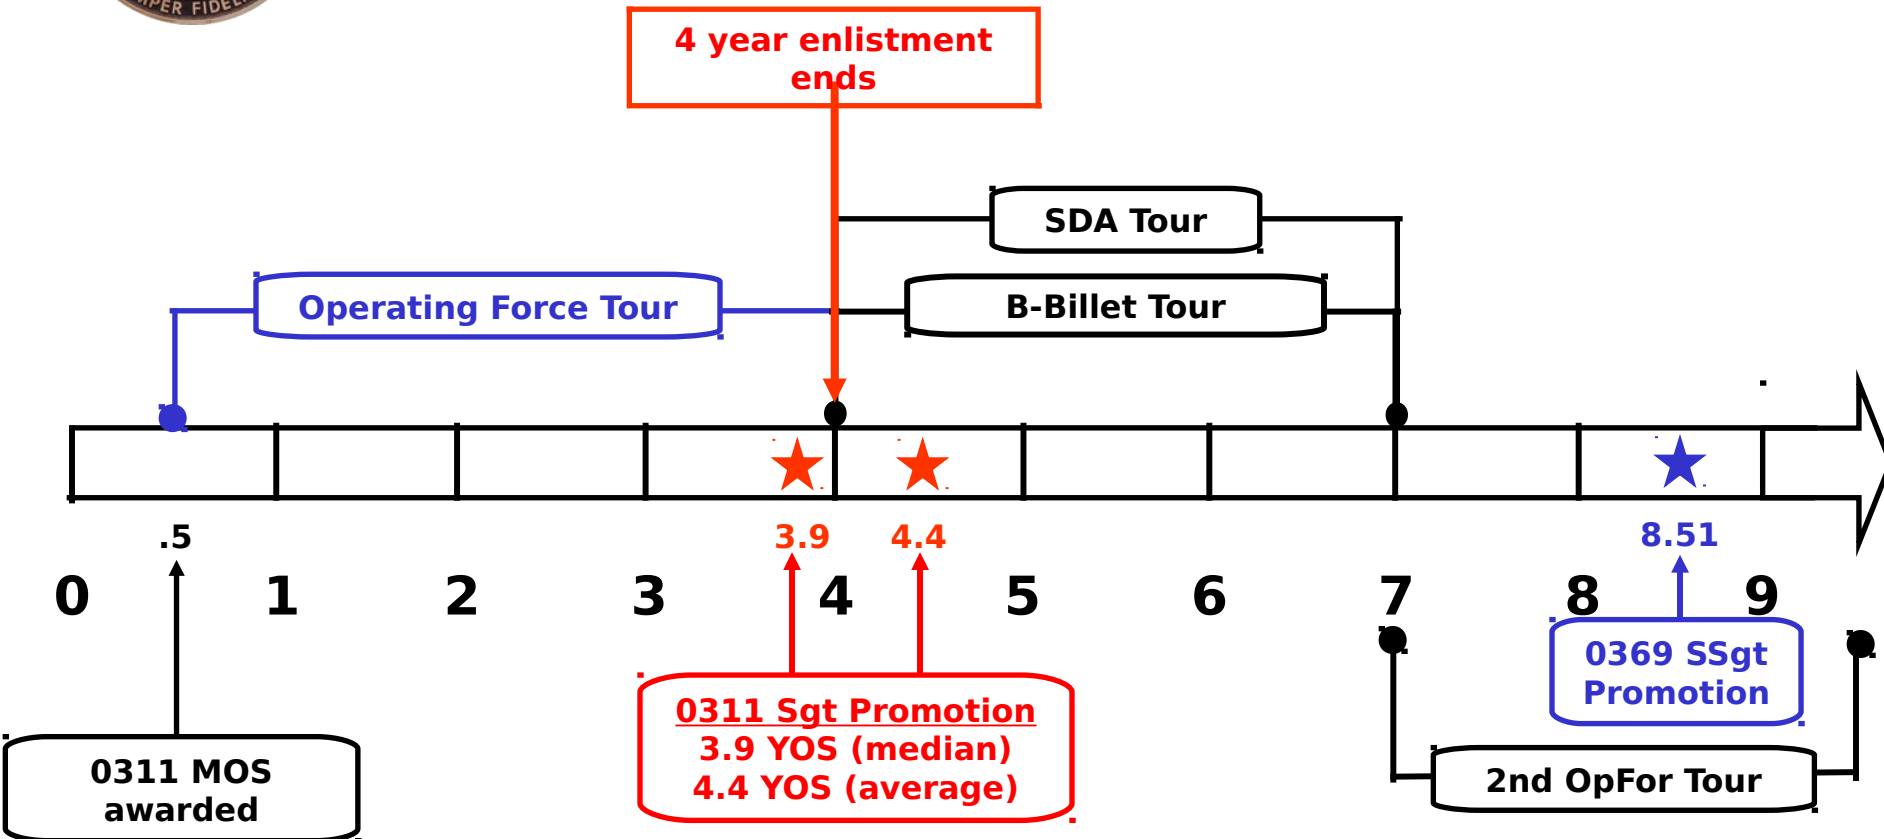 PER FIDEL
4 year enlistment
ends
SDA Tour
Operating Force Tour
B-Billet Tour
.5
3.9
4.4
8.51
0
1
2
3
4
5
6
7
8
9
0369 SSgt
Promotion
0311 Sgt Promotion
3.9 YOS (median)
4.4 YOS (average)
0311 MOS
awarded
2nd OpFor Tour